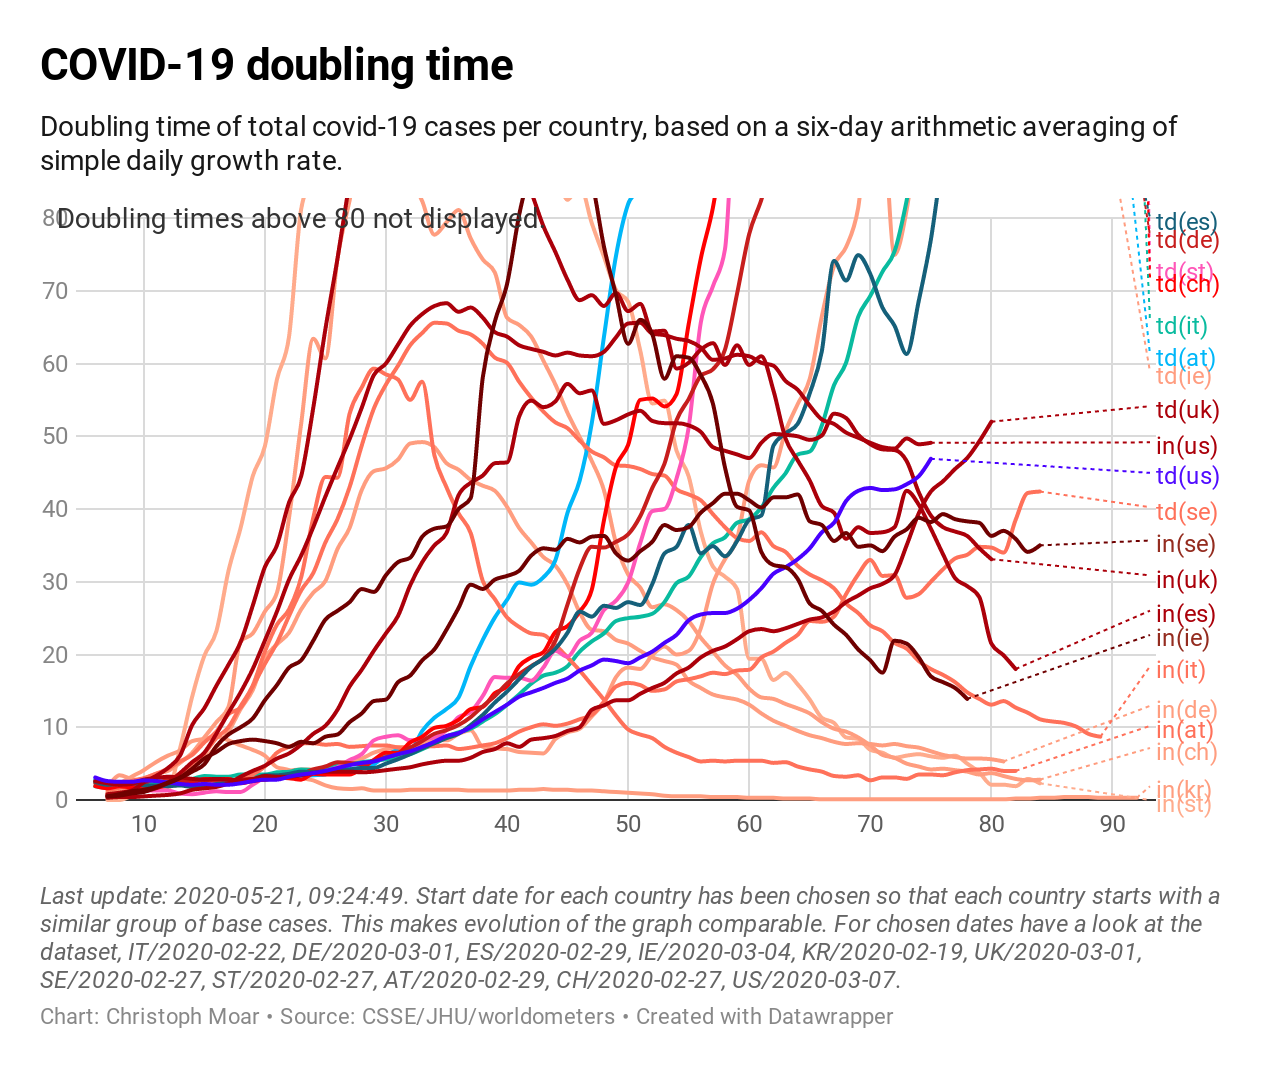 COVID-19 doubling time
Doubling time of total covid-19 cases per country, based on a six-day arithmetic averaging of
simple daily growth rate.
Doubling times above 80 not displayed.
80
70
60
50
40
30
20
10
0
10 20 30 40 50 60 70 80 90
td(es)
td(de)
td(st)
td(ch)
td(it)
td(at)
td(ie)
td(uk)
in(us)
td(us)
td(se)
in(se)
in(uk)
in(es)
in(ie)
in(it)
in(de)
in(at)
in(ch)
in(kr)
in(st)
Last update: 2020-05-21, 09:24:49. Start date for each country has been chosen so that each country starts with a
similar group of base cases. This makes evolution of the graph comparable. For chosen dates have a look at the
dataset, IT/2020-02-22, DE/2020-03-01, ES/2020-02-29, IE/2020-03-04, KR/2020-02-19, UK/2020-03-01,
SE/2020-02-27, ST/2020-02-27, AT/2020-02-29, CH/2020-02-27, US/2020-03-07.
Chart: Christoph Moar • Source: CSSE/JHU/worldometers • Created with Datawrapper